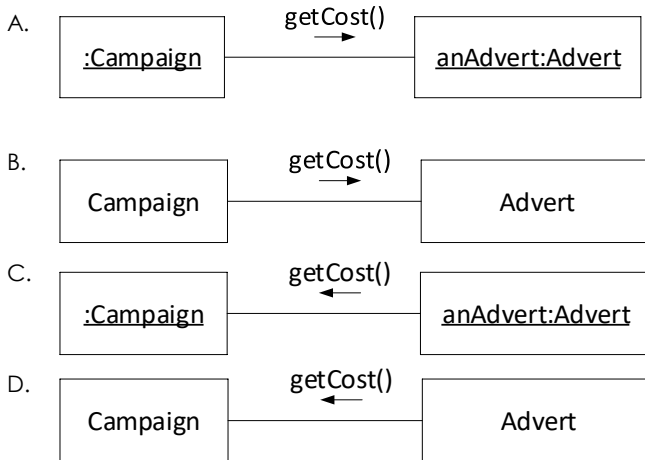 A.
getCost()
:Campaign
anAdvert:Advert
B.
getCost()
Campaign
Advert
C.
getCost()
:Campaign
anAdvert:Advert
D.
getCost()
Campaign
Advert